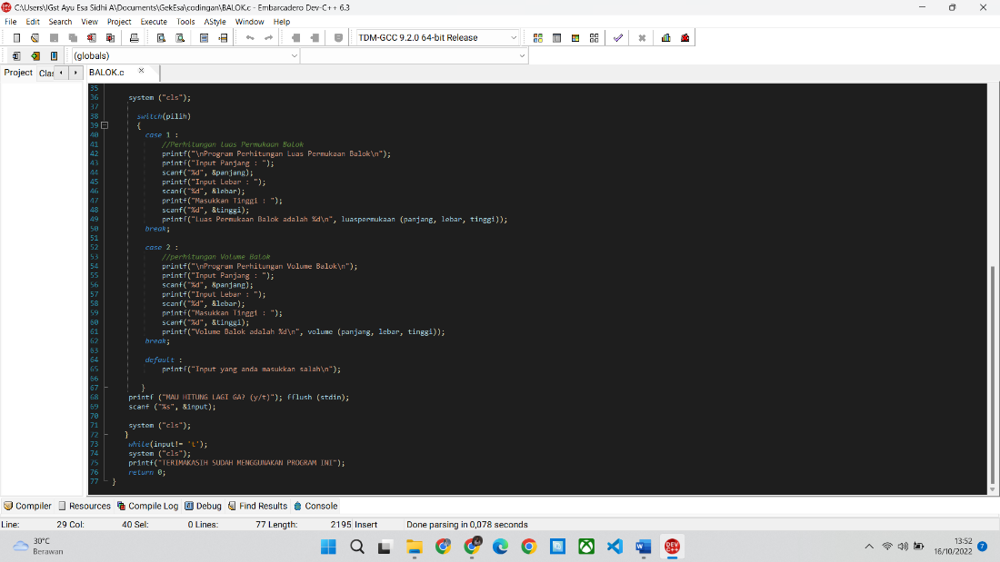 C:\Users\IGst Ayu Esa Sidhi A\Documents\GekEsa\codingan\BALOK.c - Embarcadero Dev-C++ 6.3
File Edit Search View Project Execute Tools AStyle Window Help
TDM-GCC 9.2.0 64-bit Release
(globals)
Project Clas BALOK.c
35
36 system ("cls");
37
38 switch(pilih)
39 {
40 case 1 :
41 //Perhitungan Luas Permukaan Balok
42 printf("\nProgram Perhitungan Luas Permukaan Balok\n");
43 printf("Input Panjang : ");
44 scanf("%d", &panjang);
45 printf("Input Lebar : ");
46 scanf("%d", &lebar);
47 printf("Masukkan Tinggi : ");
48 scanf("%d", &tinggi);
49 printf("Luas Permukaan Balok adalah %d\n", luaspermukaan (panjang, lebar, tinggi));
50 break;
51
52 case 2 :
53 //perhitungan Volume Balok
54 printf("\nProgram Perhitungan Volume Balok\n");
55 printf("Input Panjang : ");
56 scanf("%d", &panjang);
57 printf("Input Lebar : ");
58 scanf("%d", &lebar);
59 printf("Masukkan Tinggi : ");
60 scanf("%d", &tinggi);
61 printf("Volume Balok adalah %d\n", volume (panjang, lebar, tinggi));
62 break;
63
64 default :
65 printf("Input yang anda masukkan salah\n");
66
67 }
68 printf ("MAU HITUNG LAGI GA? (y/t)"); fflush (stdin);
69 scanf ("%s", &input);
70
71 system ("cls");
72 }
73 while(input!= 't');
74 system ("cls");
75 printf("TERIMAKASIH SUDAH MENGGUNAKAN PROGRAM INI");
76 return 0;
77 }
Compiler Resources Compile Log Debug Find Results Console
Line: 29 Col: 40 Sel: 0 Lines: 77 Length: 2195 Insert Done parsing in 0,078 seconds
30°C
Berawan
DEV
C++
13:52
16/10/2022
7